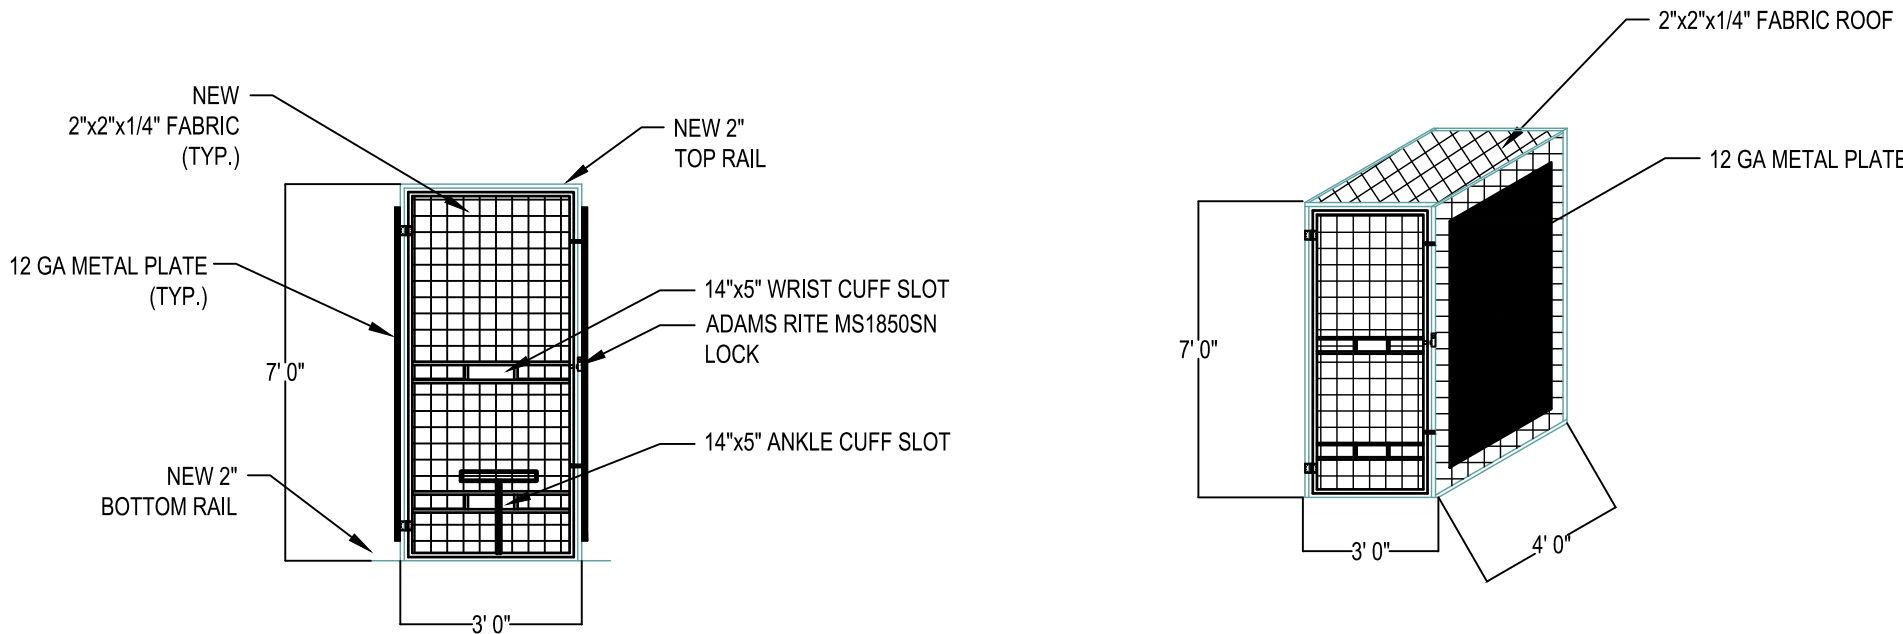 NEW
2"x2"x1/4" FABRIC
(TYP.)
NEW 2"
TOP RAIL
12 GA METAL PLATE
(TYP.)
14"x5" WRIST CUFF SLOT
ADAMS RITE MS1850SN
LOCK
7' 0"
14"x5" ANKLE CUFF SLOT
NEW 2"
BOTTOM RAIL
3' 0"
2"x2"x1/4" FABRIC ROOF
12 GA METAL PLATE
7' 0"
3' 0"
4' 0"